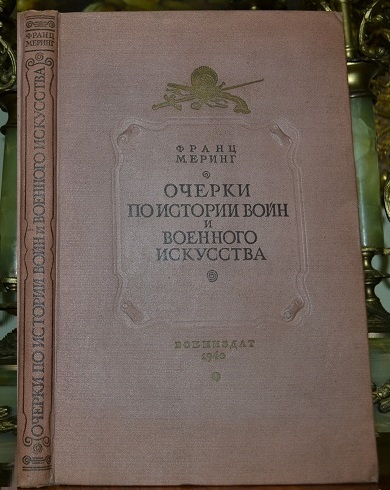 ФРАНЦ
МЕРИНГ
ОЧЕРКИ ПО ИСТОРИИ ВОЙН И ВОЕННОГО ИСКУССТВА
ФРАНЦ
МЕРИНГ
ОЧЕРКИ
ПО ИСТОРИИ ВОЙН
И
ВОЕННОГО
ИСКУССТВА
ВОЕНИЗДАТ
1940